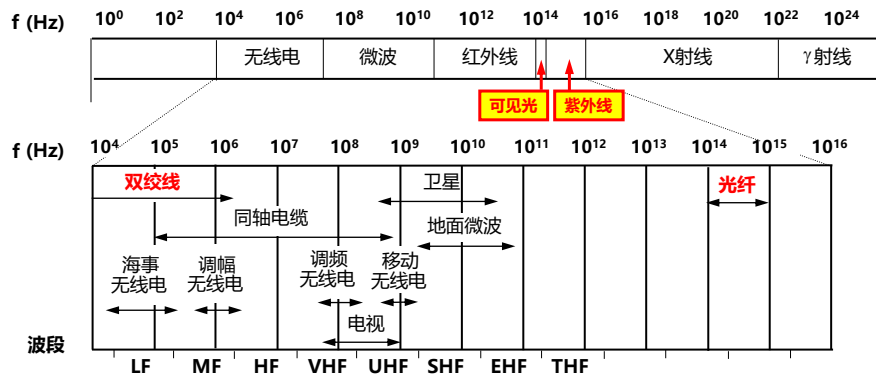 f (Hz) 10⁰ 10² 10⁴ 10⁶ 10⁸ 10¹⁰ 10¹² 10¹⁴ 10¹⁶ 10¹⁸ 10²⁰ 10²² 10²⁴
无线电 微波 红外线 X射线 γ射线
可见光 紫外线
f (Hz) 10⁴ 10⁵ 10⁶ 10⁷ 10⁸ 10⁹ 10¹⁰ 10¹¹ 10¹² 10¹³ 10¹⁴ 10¹⁵ 10¹⁶
双绞线 卫星 光纤
同轴电缆 地面微波
海事 调幅 调频 移动
无线电 无线电 无线电 无线电
电视
波段
LF MF HF VHF UHF SHF EHF THF